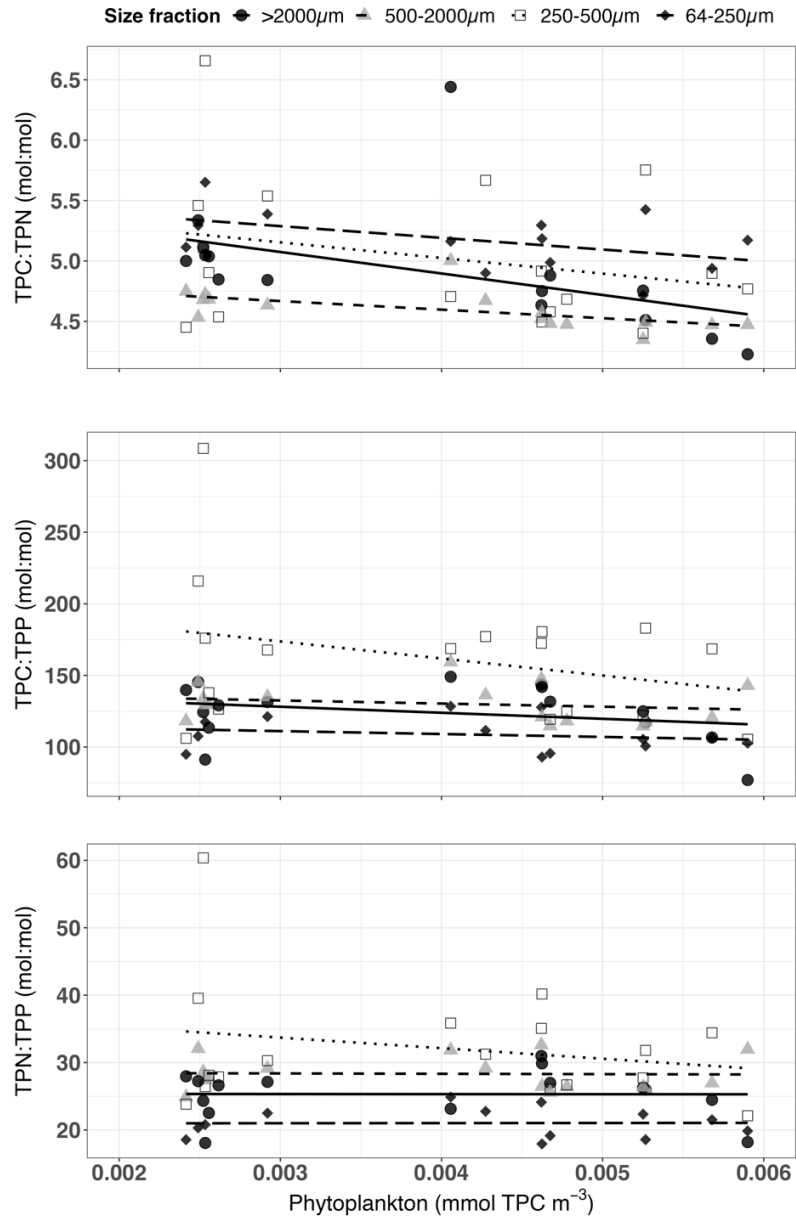 Size fraction >2000µm 500-2000µm 250-500µm 64-250µm
TPC:TPN (mol:mol)
6.5
6.0
5.5
5.0
4.5
TPC:TPP (mol:mol)
300
250
200
150
100
TPN:TPP (mol:mol)
60
50
40
30
20
0.002 0.003 0.004 0.005 0.006
Phytoplankton (mmol TPC m⁻³)